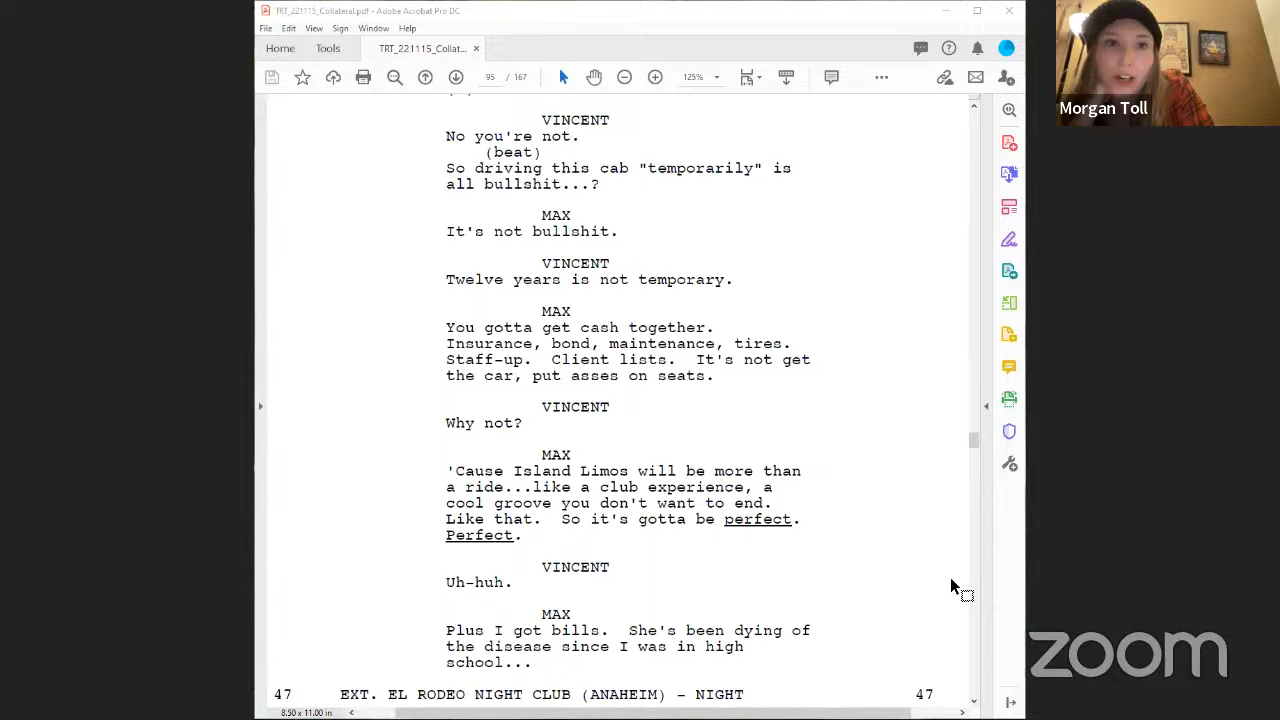 TRT_221115_Collateral.pdf - Adobe Acrobat Pro DC
File Edit View Sign Window Help
Home Tools TRT_221115_Collat... ×
95 / 167 125%
VINCENT
No you're not.
(beat)
So driving this cab "temporarily" is
all bullshit...?
MAX
It's not bullshit.
VINCENT
Twelve years is not temporary.
MAX
You gotta get cash together.
Insurance, bond, maintenance, tires.
Staff-up. Client lists. It's not get
the car, put asses on seats.
VINCENT
Why not?
MAX
'Cause Island Limos will be more than
a ride...like a club experience, a
cool groove you don't want to end.
Like that. So it's gotta be perfect.
Perfect.
VINCENT
Uh-huh.
MAX
Plus I got bills. She's been dying of
the disease since I was in high
school...
47 EXT. EL RODEO NIGHT CLUB (ANAHEIM) - NIGHT 47
8.50 x 11.00 in
Morgan Toll
zoom